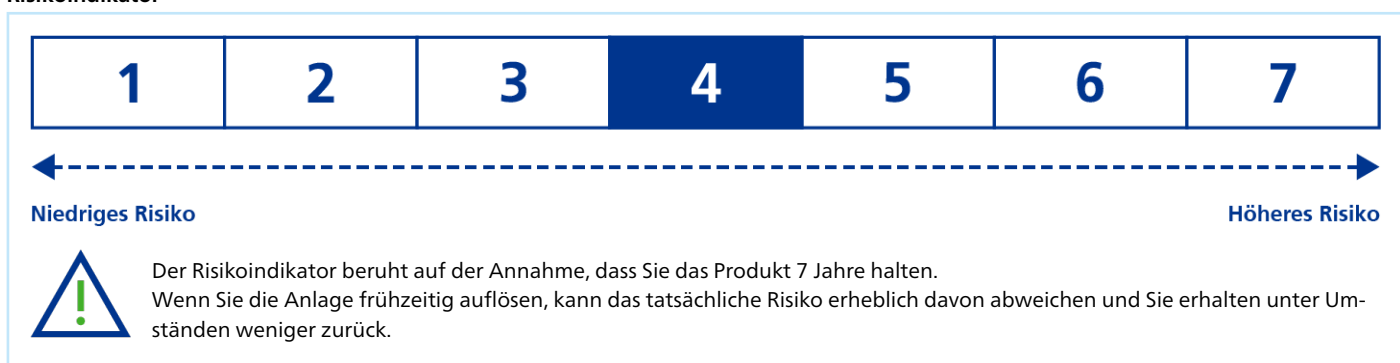 Risikoindikator
1 2 3 4 5 6 7
Niedriges Risiko Höheres Risiko
Der Risikoindikator beruht auf der Annahme, dass Sie das Produkt 7 Jahre halten.
Wenn Sie die Anlage frühzeitig auflösen, kann das tatsächliche Risiko erheblich davon abweichen und Sie erhalten unter Um-
ständen weniger zurück.